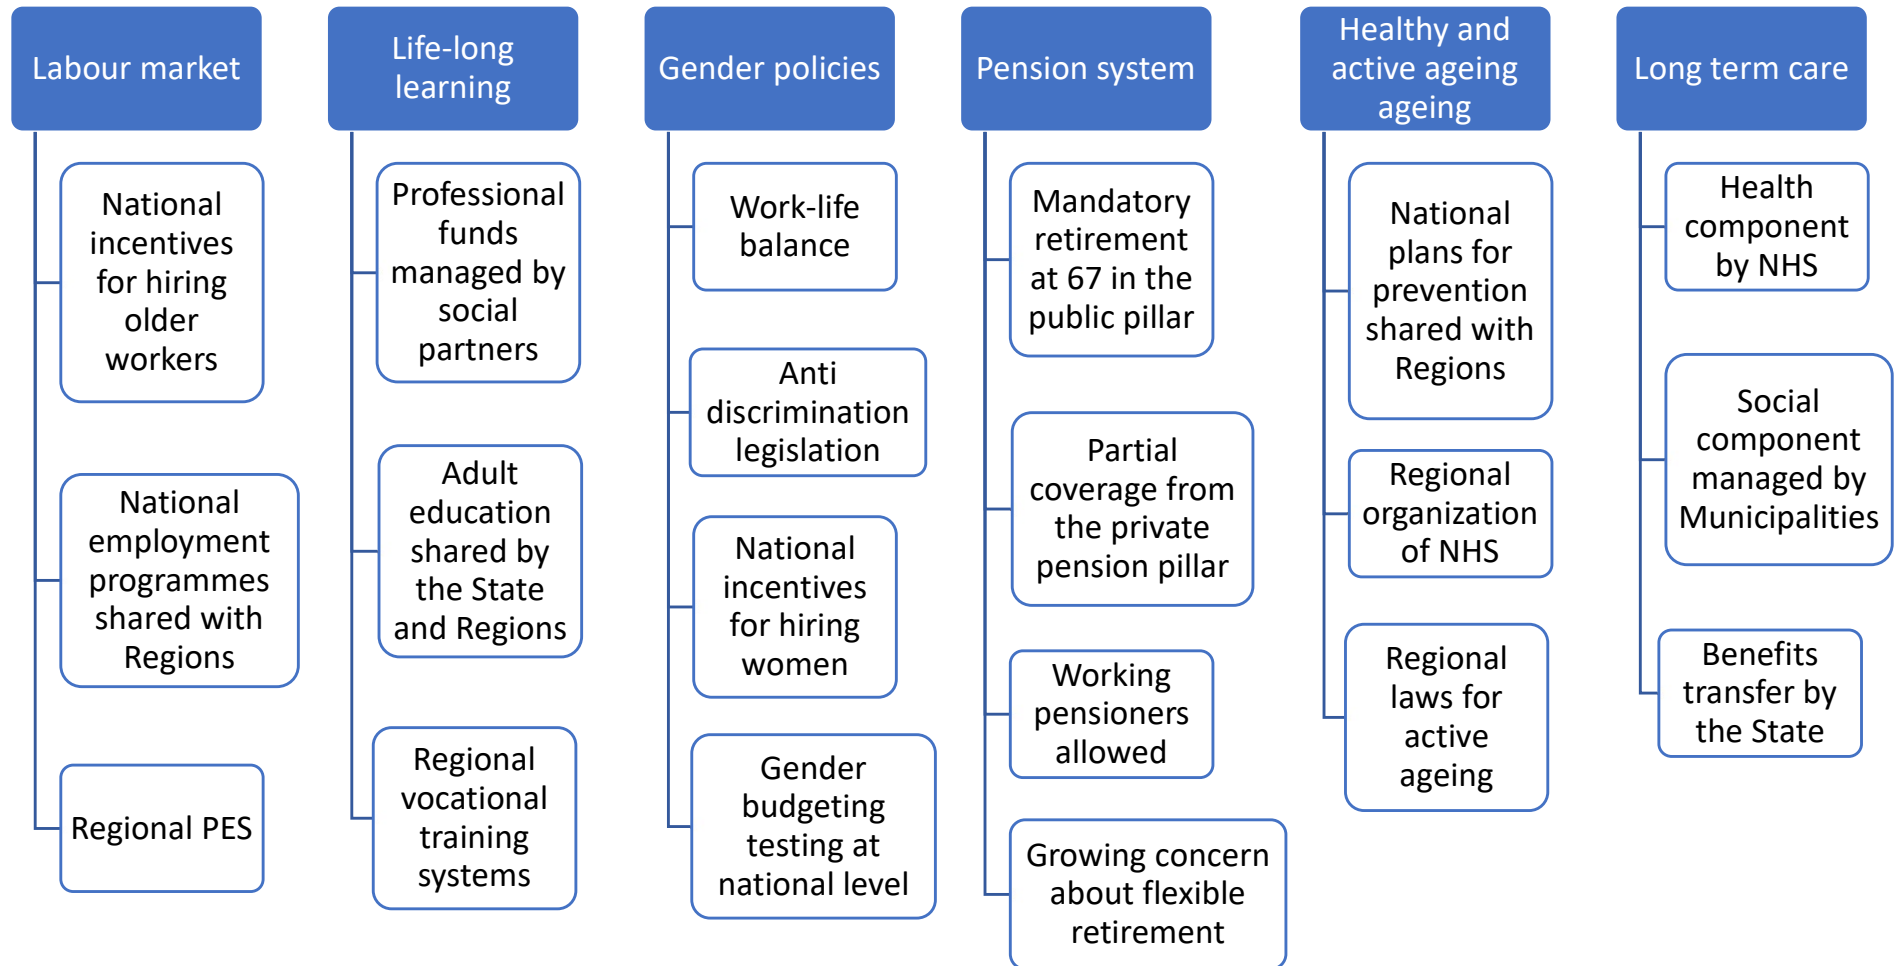 Labour market
National
incentives
for hiring
older
workers
National
employment
programmes
shared with
Regions
Regional PES
Life-long
learning
Professional
funds
managed by
social
partners
Adult
education
shared by
the State
and Regions
Regional
vocational
training
systems
Gender policies
Work-life
balance
Anti
discrimination
legislation
National
incentives
for hiring
women
Gender
budgeting
testing at
national level
Pension system
Mandatory
retirement
at 67 in the
public pillar
Partial
coverage from
the private
pension pillar
Working
pensioners
allowed
Growing concern
about flexible
retirement
Healthy and
active ageing
ageing
National
plans for
prevention
shared with
Regions
Regional
organization
of NHS
Regional
laws for
active
ageing
Long term care
Health
component
by NHS
Social
component
managed by
Municipalities
Benefits
transfer by
the State